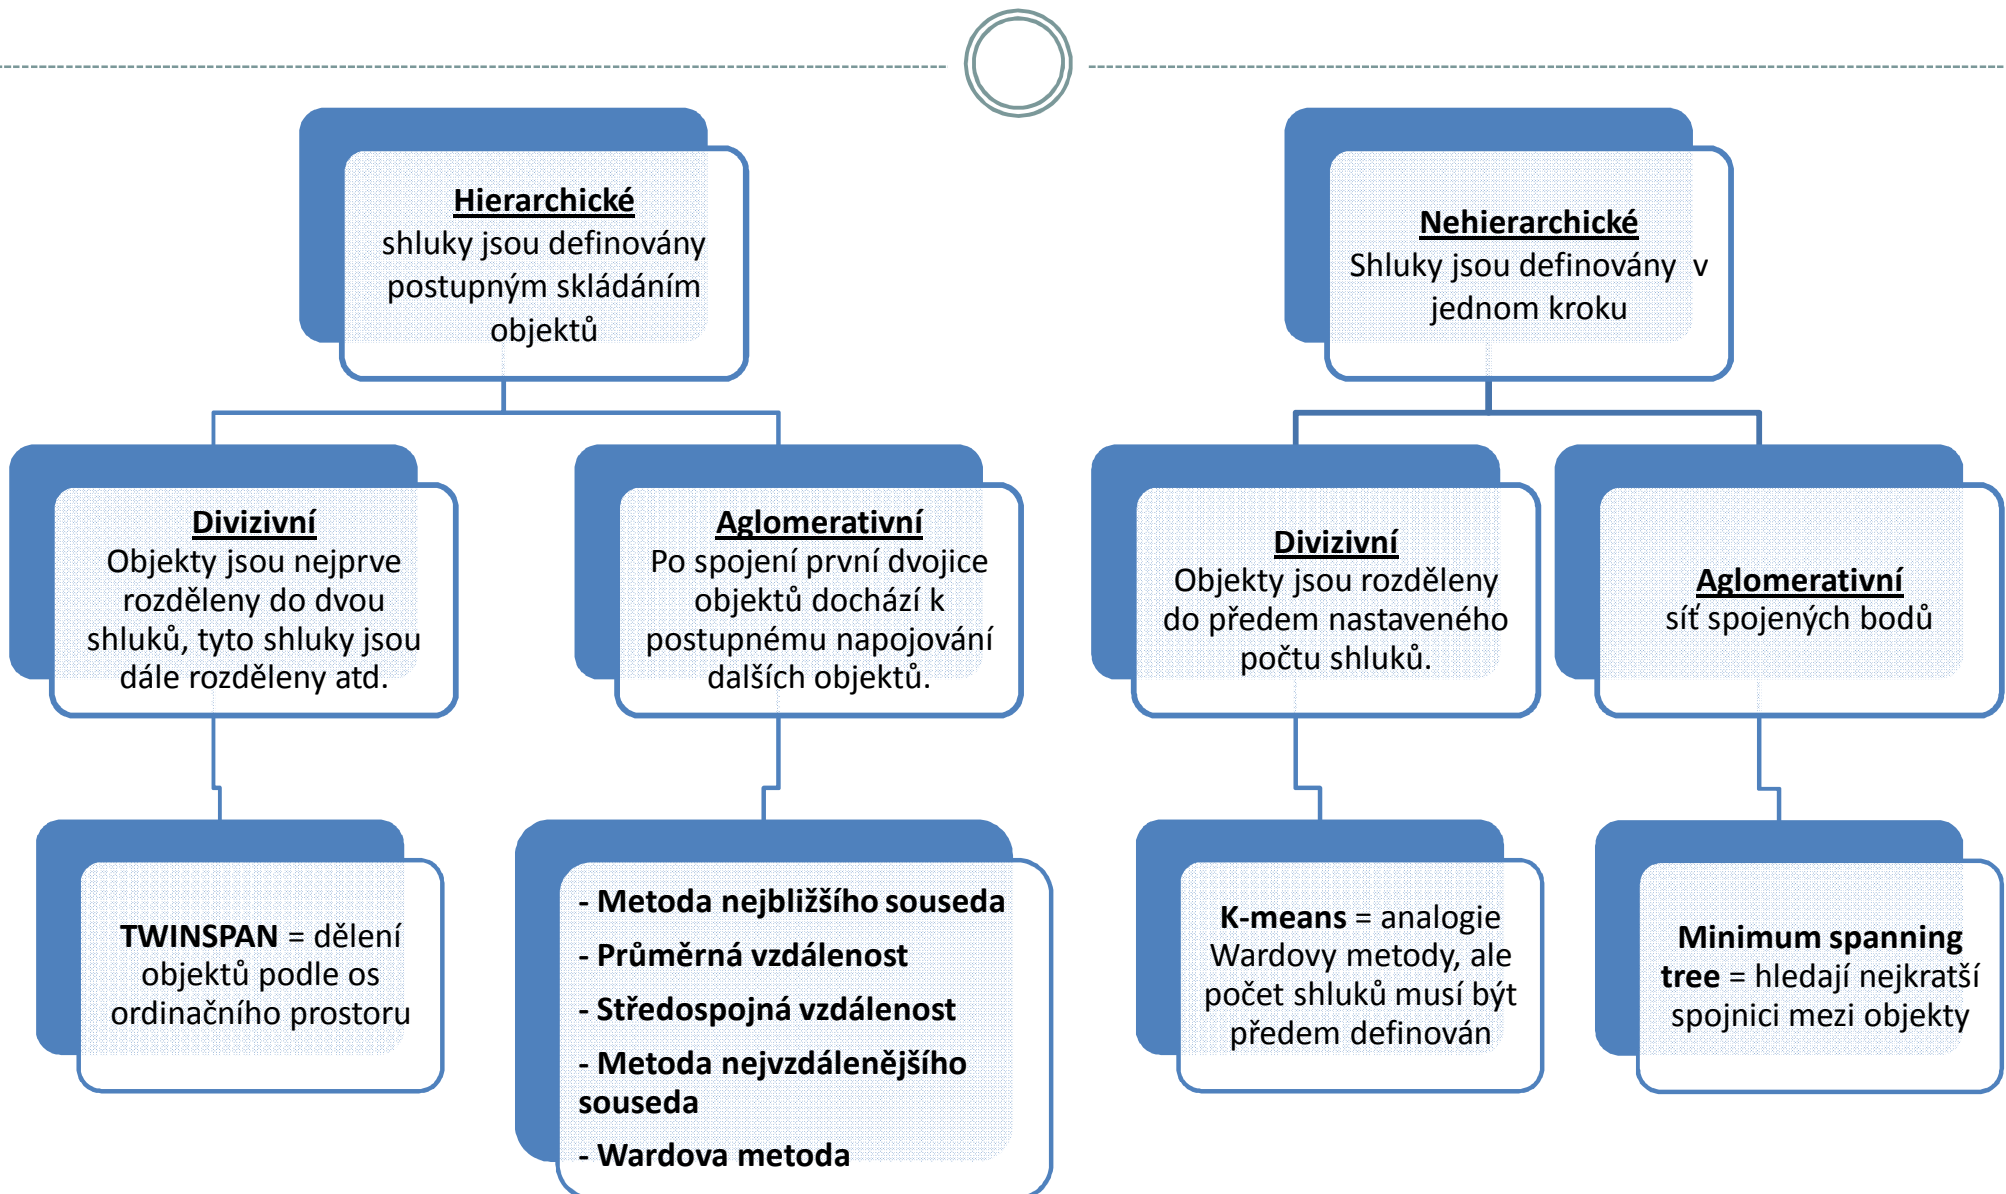 Hierarchické
shluky jsou definovány
postupným skládáním
objektů
Nehierarchické
Shluky jsou definovány v
jednom kroku
Divizivní
Objekty jsou nejprve
rozděleny do dvou
shluků, tyto shluky jsou
dále rozděleny atd.
Aglomerativní
Po spojení první dvojice
objektů dochází k
postupnému napojování
dalších objektů.
Divizivní
Objekty jsou rozděleny
do předem nastaveného
počtu shluků.
Aglomerativní
síť spojených bodů
TWINSPAN = dělení
objektů podle os
ordinačního prostoru
- Metoda nejbližšího souseda
- Průměrná vzdálenost
- Středospojná vzdálenost
- Metoda nejvzdálenějšího
souseda
- Wardova metoda
K-means = analogie
Wardovy metody, ale
počet shluků musí být
předem definován
Minimum spanning
tree = hledají nejkratší
spojnici mezi objekty